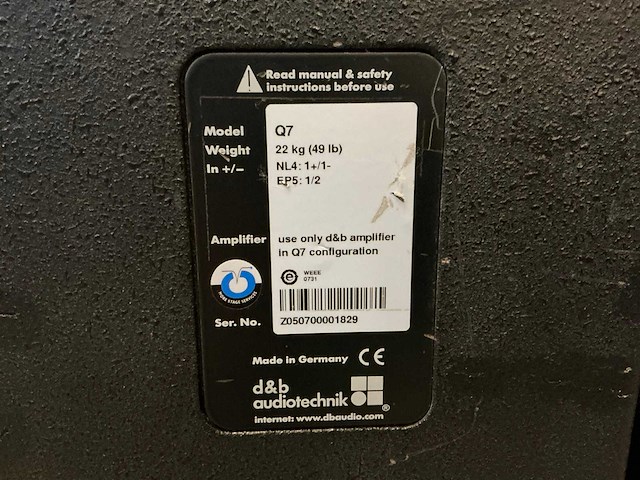 Read manual & safety
instructions before use
Model Q7
Weight 22 kg (49 lb)
In +/– NL4: 1+/1-
EP5: 1/2
Amplifier use only d&b amplifier
in Q7 configuration
WEEE
0731
Ser. No. Z050700001829
Made in Germany CE
d&b
audiotechnik ®
internet: www.dbaudio.com